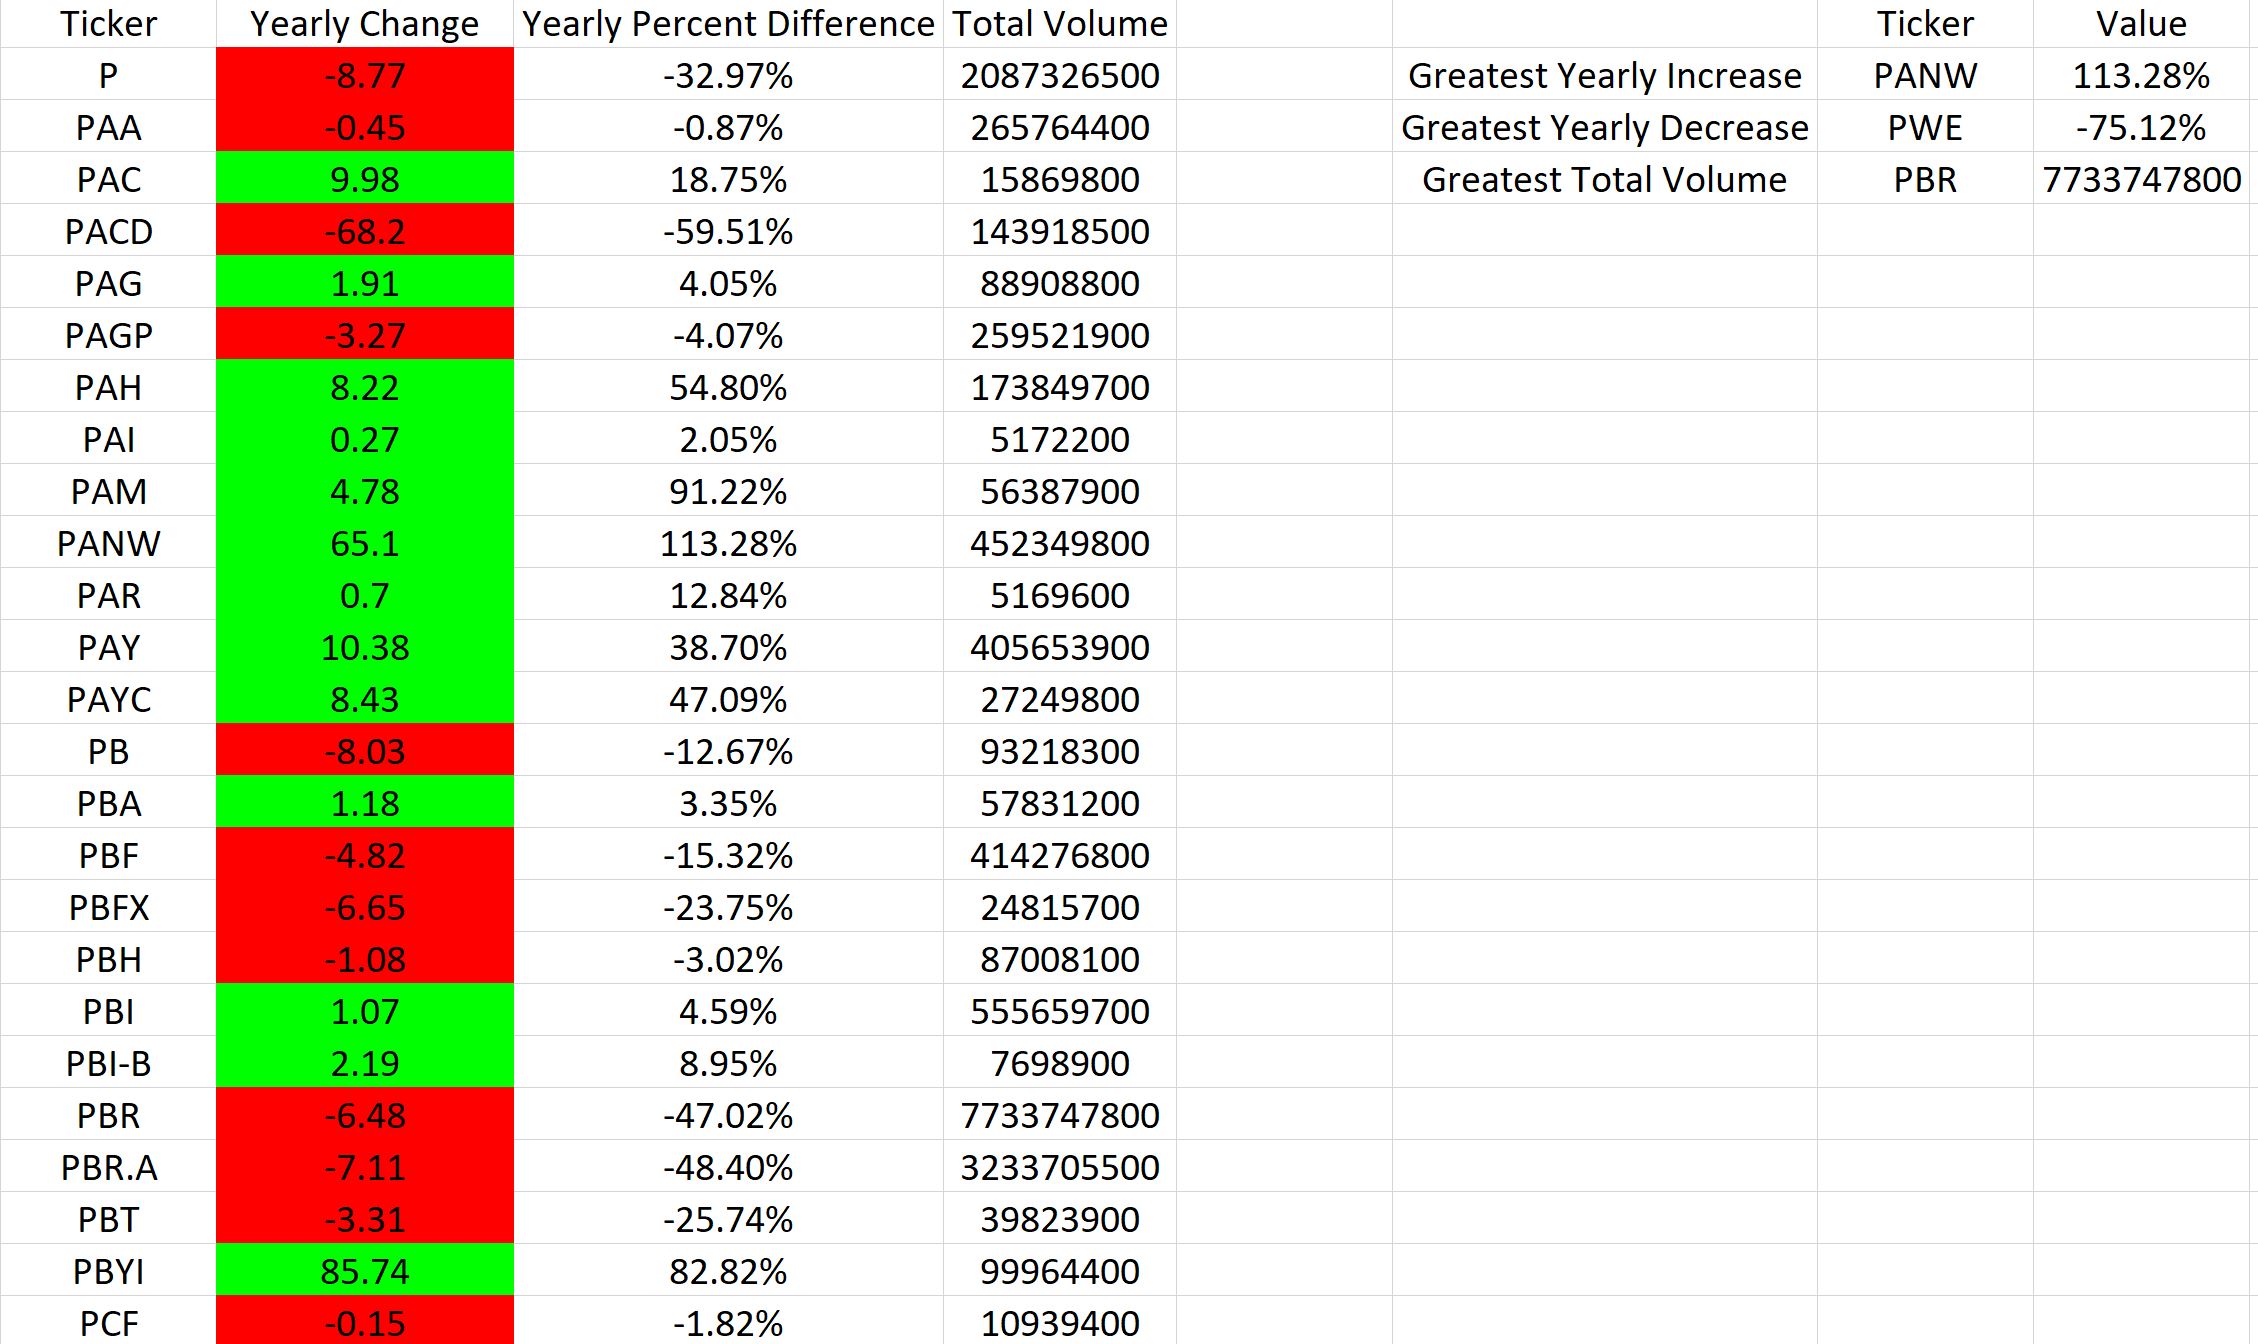 Ticker Yearly Change Yearly Percent Difference Total Volume Ticker Value
P -8.77 -32.97% 2087326500 Greatest Yearly Increase PANW 113.28%
PAA -0.45 -0.87% 265764400 Greatest Yearly Decrease PWE -75.12%
PAC 9.98 18.75% 15869800 Greatest Total Volume PBR 7733747800
PACD -68.2 -59.51% 143918500
PAG 1.91 4.05% 88908800
PAGP -3.27 -4.07% 259521900
PAH 8.22 54.80% 173849700
PAI 0.27 2.05% 5172200
PAM 4.78 91.22% 56387900
PANW 65.1 113.28% 452349800
PAR 0.7 12.84% 5169600
PAY 10.38 38.70% 405653900
PAYC 8.43 47.09% 27249800
PB -8.03 -12.67% 93218300
PBA 1.18 3.35% 57831200
PBF -4.82 -15.32% 414276800
PBFX -6.65 -23.75% 24815700
PBH -1.08 -3.02% 87008100
PBI 1.07 4.59% 555659700
PBI-B 2.19 8.95% 7698900
PBR -6.48 -47.02% 7733747800
PBR.A -7.11 -48.40% 3233705500
PBT -3.31 -25.74% 39823900
PBYI 85.74 82.82% 99964400
PCF -0.15 -1.82% 10939400